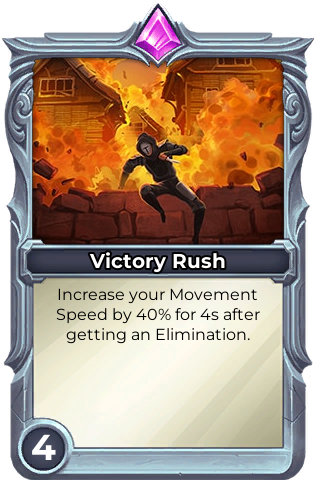 Victory Rush
Increase your Movement
Speed by 40% for 4s after
getting an Elimination.
4